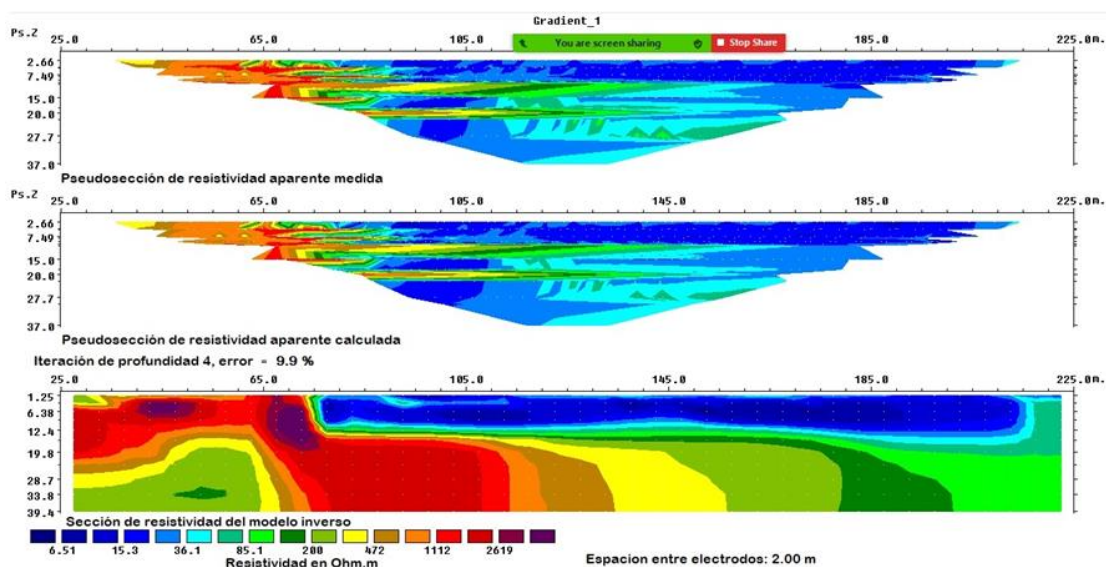 Gradient_1
Ps.Z 25.0 65.0 105.0 You are screen sharing Stop Share 185.0 225.0m.
2.66
7.49
15.0
20.0
27.7
37.0
Pseudosección de resistividad aparente medida
Ps.Z 25.0 65.0 105.0 145.0 185.0 225.0m.
2.66
7.49
15.0
20.0
27.7
37.0
Pseudosección de resistividad aparente calculada
Iteración de profundidad 4, error = 9.9 %
25.0 65.0 105.0 145.0 185.0 225.0m.
1.25
6.38
12.4
19.8
28.7
33.8
39.4
Sección de resistividad del modelo inverso
6.51 15.3 36.1 85.1 200 472 1112 2619
Resistividad en Ohm.m
Espacion entre electrodos: 2.00 m